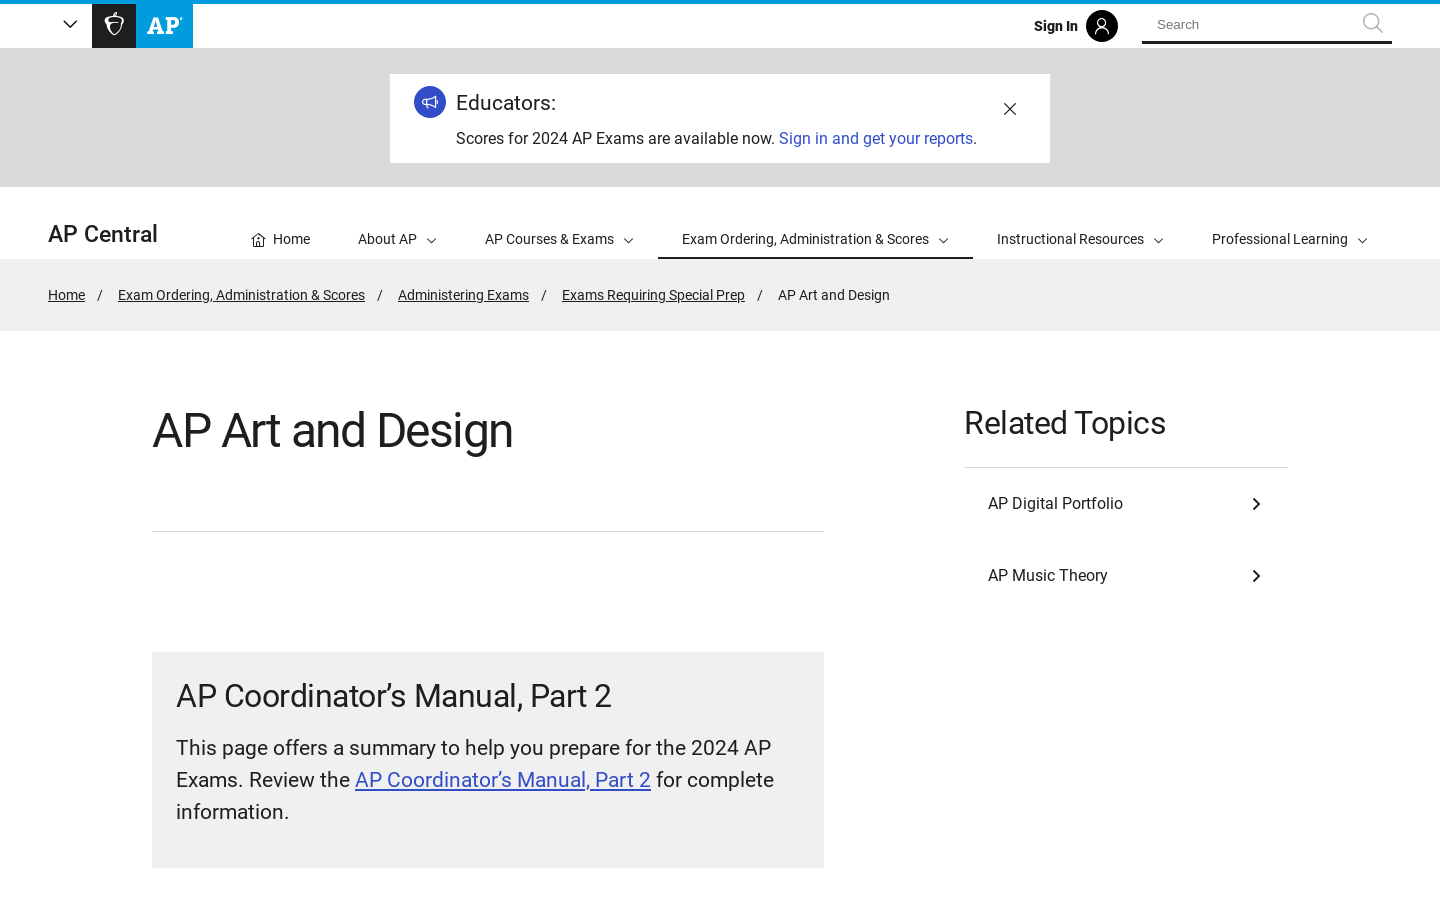 AP
Sign In
Search
Educators:
Scores for 2024 AP Exams are available now. Sign in and get your reports.
AP Central
Home
About AP
AP Courses & Exams
Exam Ordering, Administration & Scores
Instructional Resources
Professional Learning
Home / Exam Ordering, Administration & Scores / Administering Exams / Exams Requiring Special Prep / AP Art and Design
AP Art and Design
Related Topics
AP Digital Portfolio
AP Music Theory
AP Coordinator’s Manual, Part 2
This page offers a summary to help you prepare for the 2024 AP
Exams. Review the AP Coordinator’s Manual, Part 2 for complete
information.